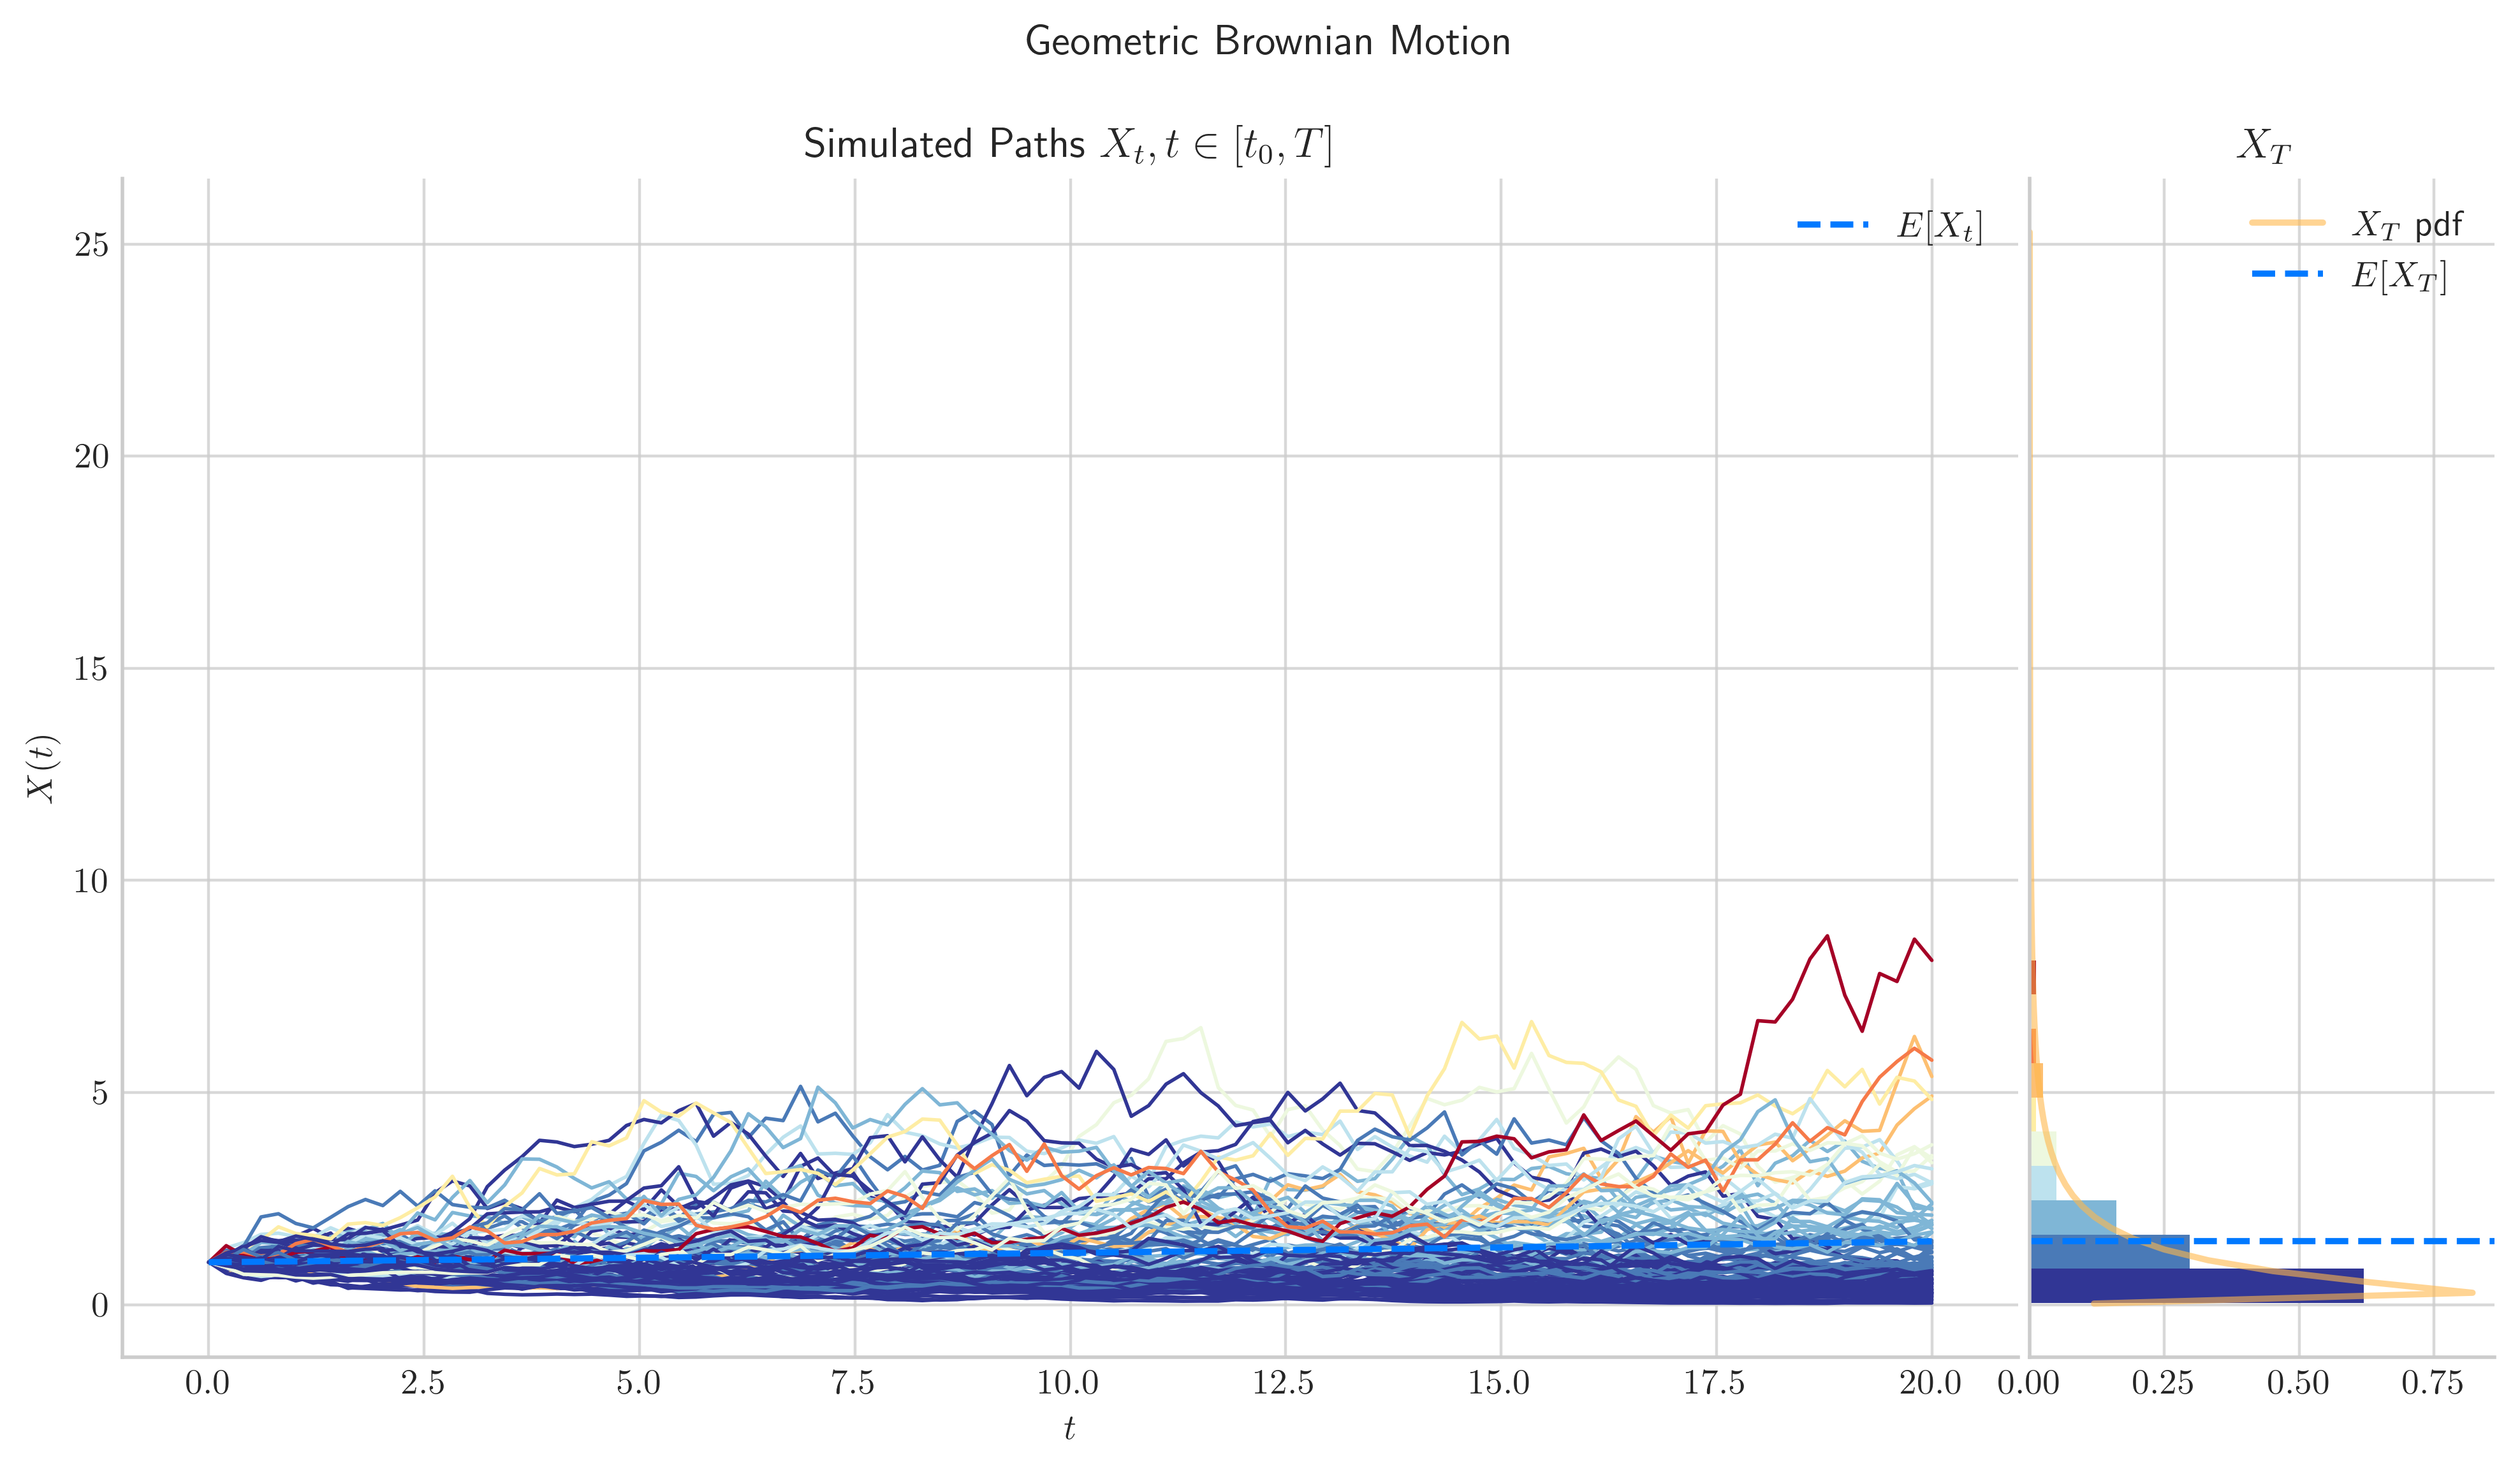 Geometric Brownian Motion
Simulated Paths $X_t, t \in [t_0, T]$
$X_T$
$E[X_t]$
$X_T$ pdf
$E[X_T]$
25
20
15
10
5
0
$X(t)$
0.0 2.5 5.0 7.5 10.0 12.5 15.0 17.5 20.0
0.00 0.25 0.50 0.75
$t$